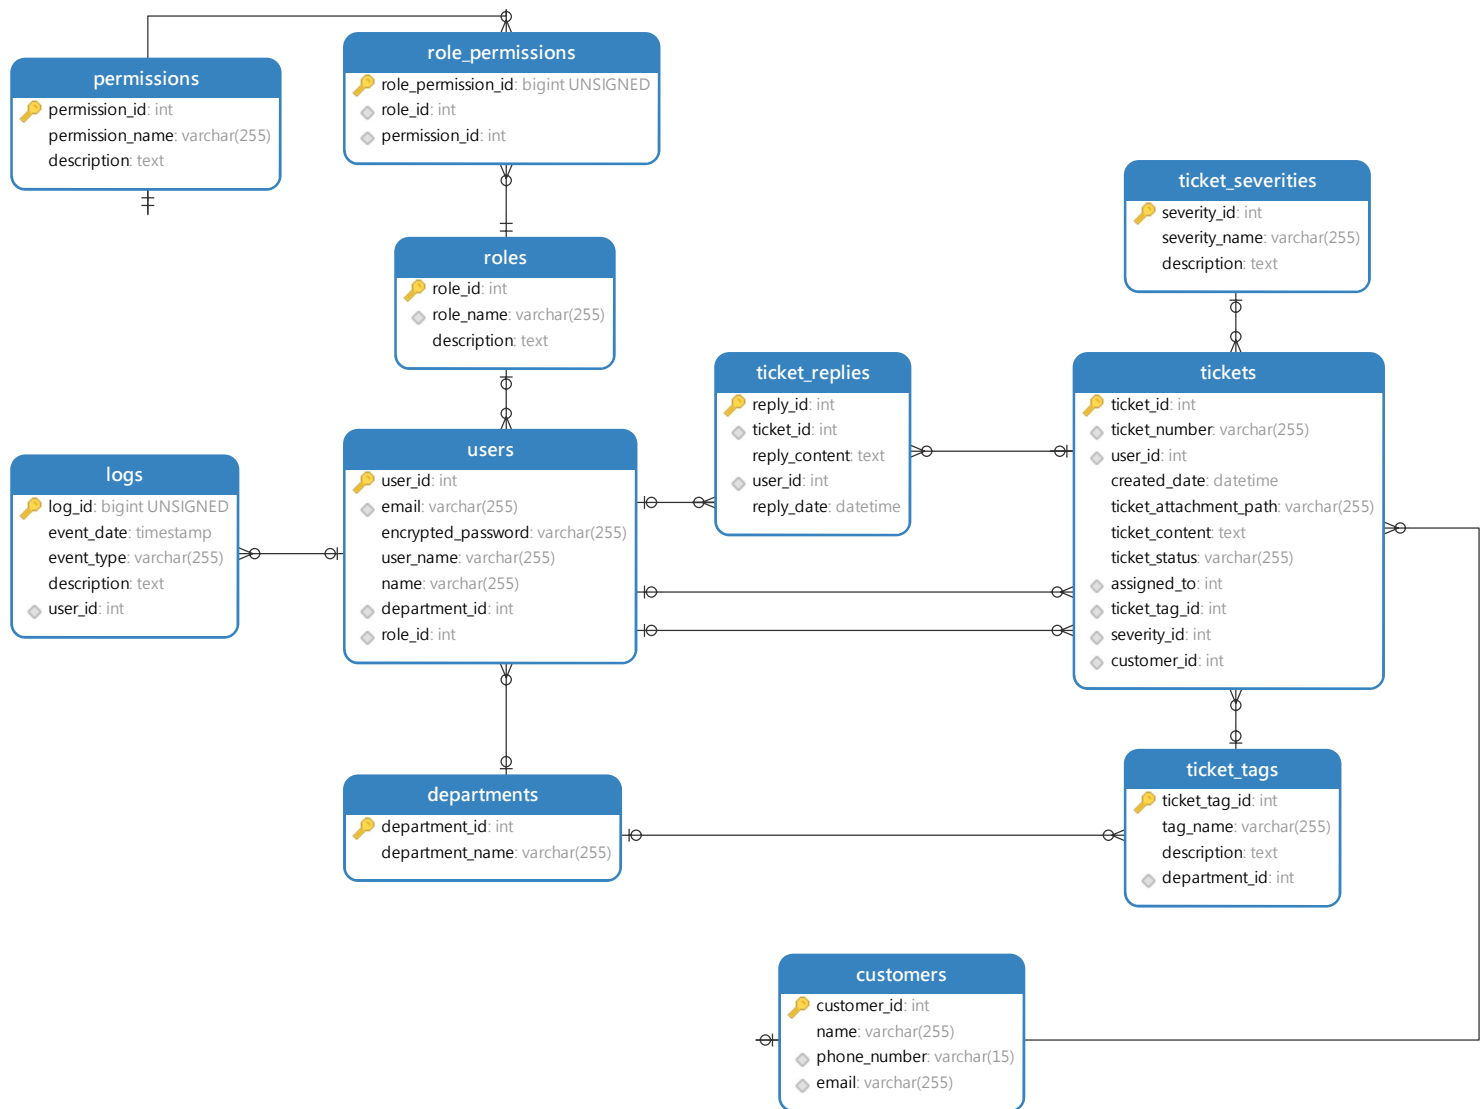 permissions
permission_id: int
permission_name: varchar(255)
description: text
role_permissions
role_permission_id: bigint UNSIGNED
role_id: int
permission_id: int
roles
role_id: int
role_name: varchar(255)
description: text
ticket_severities
severity_id: int
severity_name: varchar(255)
description: text
ticket_replies
reply_id: int
ticket_id: int
reply_content: text
user_id: int
reply_date: datetime
tickets
ticket_id: int
ticket_number: varchar(255)
user_id: int
created_date: datetime
ticket_attachment_path: varchar(255)
ticket_content: text
ticket_status: varchar(255)
assigned_to: int
ticket_tag_id: int
severity_id: int
customer_id: int
users
user_id: int
email: varchar(255)
encrypted_password: varchar(255)
user_name: varchar(255)
name: varchar(255)
department_id: int
role_id: int
logs
log_id: bigint UNSIGNED
event_date: timestamp
event_type: varchar(255)
description: text
user_id: int
departments
department_id: int
department_name: varchar(255)
ticket_tags
ticket_tag_id: int
tag_name: varchar(255)
description: text
department_id: int
customers
customer_id: int
name: varchar(255)
phone_number: varchar(15)
email: varchar(255)